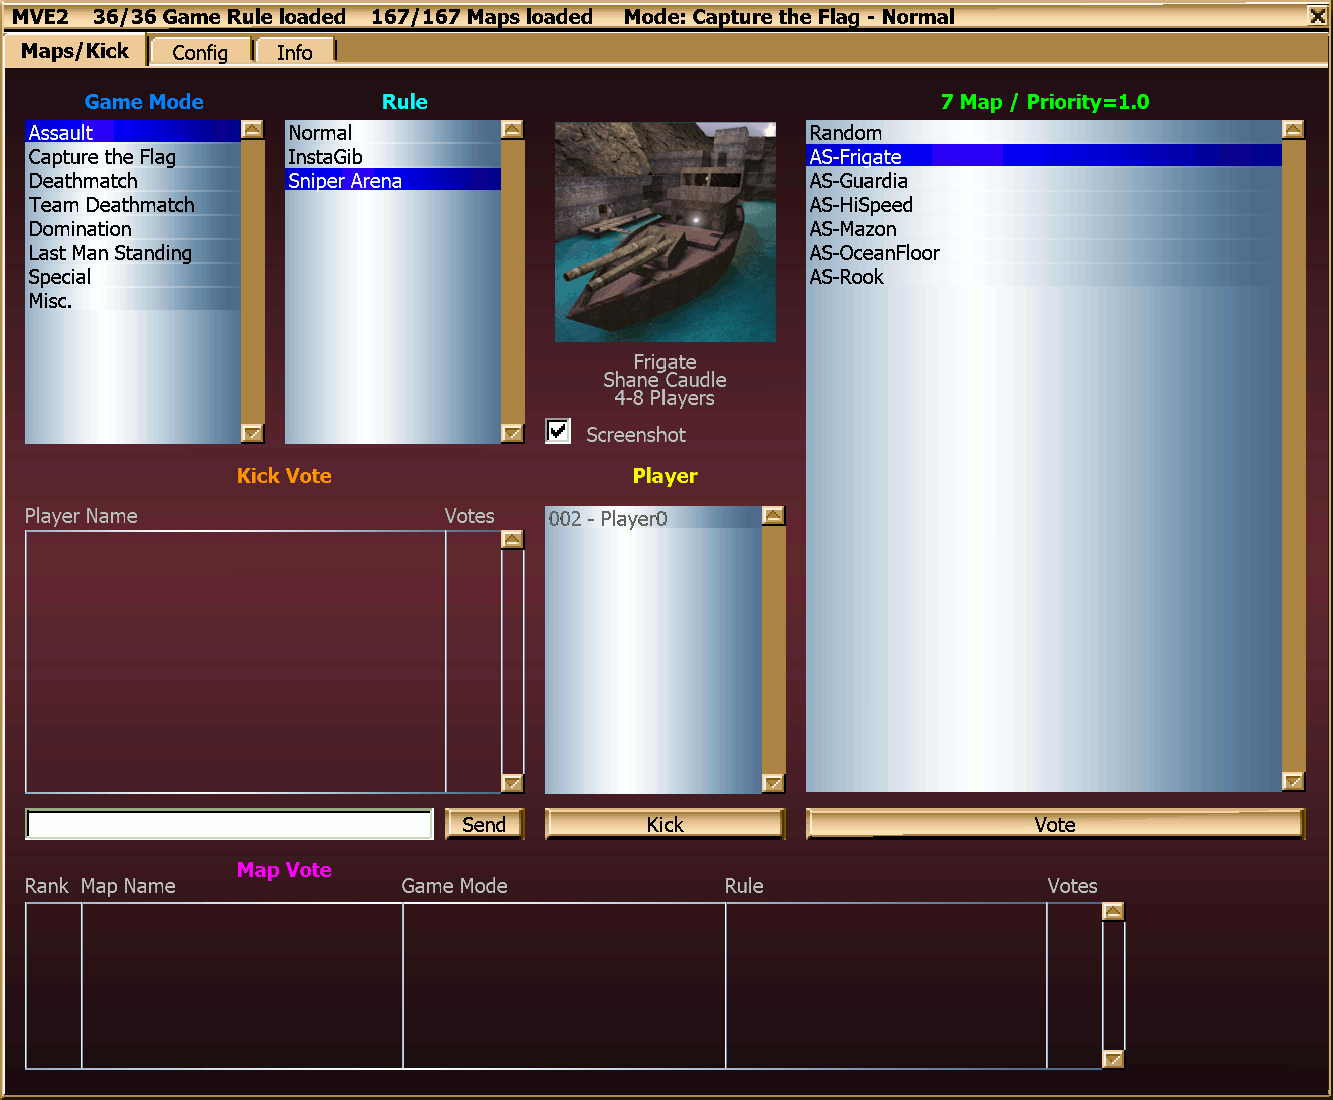 MVE2 36/36 Game Rule loaded 167/167 Maps loaded Mode: Capture the Flag - Normal
Maps/Kick Config Info
Game Mode
Assault
Capture the Flag
Deathmatch
Team Deathmatch
Domination
Last Man Standing
Special
Misc.
Rule
Normal
InstaGib
Sniper Arena
Frigate
Shane Caudle
4-8 Players
Screenshot
7 Map / Priority=1.0
Random
AS-Frigate
AS-Guardia
AS-HiSpeed
AS-Mazon
AS-OceanFloor
AS-Rook
Kick Vote
Player Name Votes
Player
002 - Player0
Send Kick Vote
Map Vote
Rank Map Name Game Mode Rule Votes